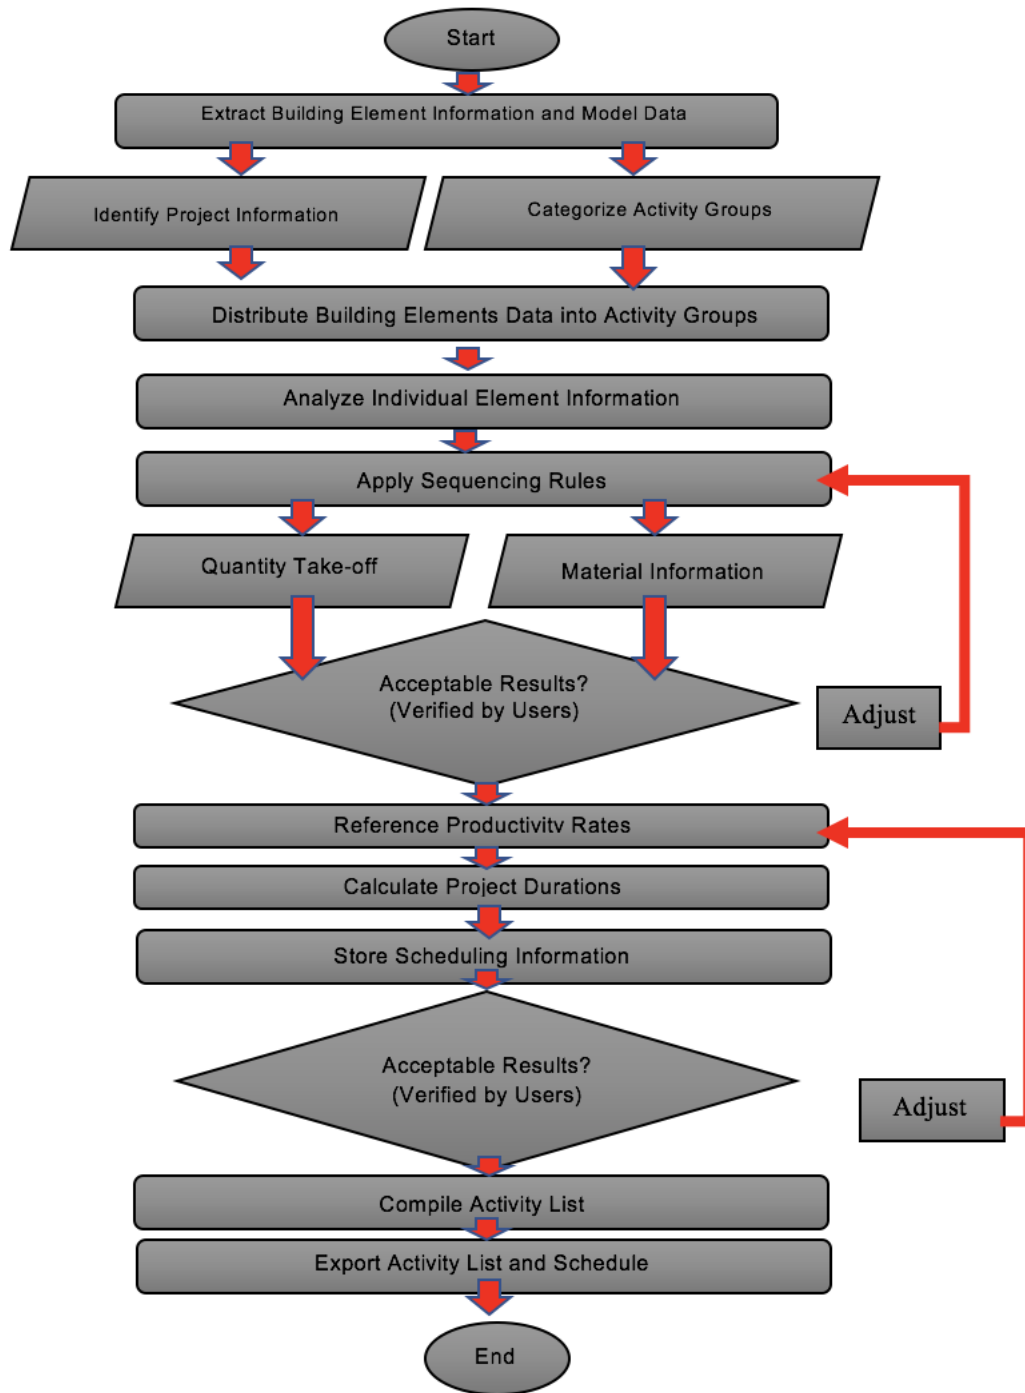 Start
Extract Building Element Information and Model Data
Identify Project Information
Categorize Activity Groups
Distribute Building Elements Data into Activity Groups
Analyze Individual Element Information
Apply Sequencing Rules
Quantity Take-off
Material Information
Acceptable Results?
(Verified by Users)
Adjust
Reference Productivity Rates
Calculate Project Durations
Store Scheduling Information
Acceptable Results?
(Verified by Users)
Adjust
Compile Activity List
Export Activity List and Schedule
End